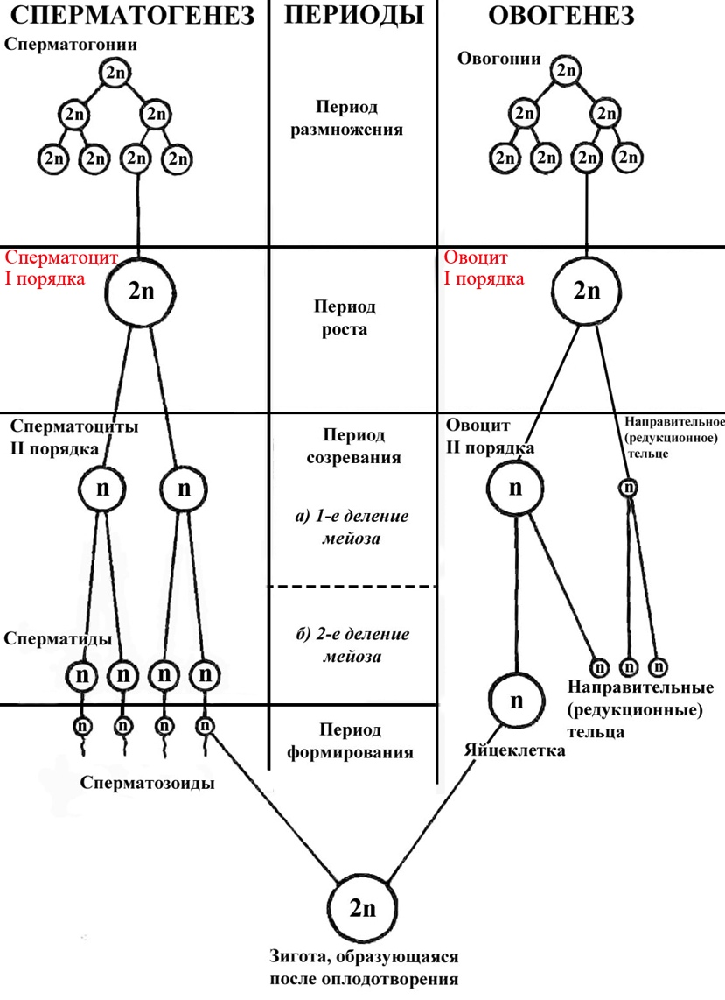 СПЕРМАТОГЕНЕЗ
ПЕРИОДЫ
ОВОГЕНЕЗ
Сперматогонии
2n
2n
2n
2n
2n
2n
2n
Период
размножения
Овогонии
2n
2n
2n
2n
2n
2n
2n
Сперматоцит
I порядка
2n
Период
роста
Овоцит
I порядка
2n
Сперматоциты
II порядка
n
n
Период
созревания
а) 1-е деление
мейоза
Овоцит
II порядка
n
Направительное
(редукционное)
тельце
n
Сперматиды
n
n
n
n
б) 2-е деление
мейоза
n
n
n
Направительные
(редукционные)
тельца
n
Яйцеклетка
n
n
n
n
Сперматозоиды
Период
формирования
2n
Зигота, образующаяся
после оплодотворения